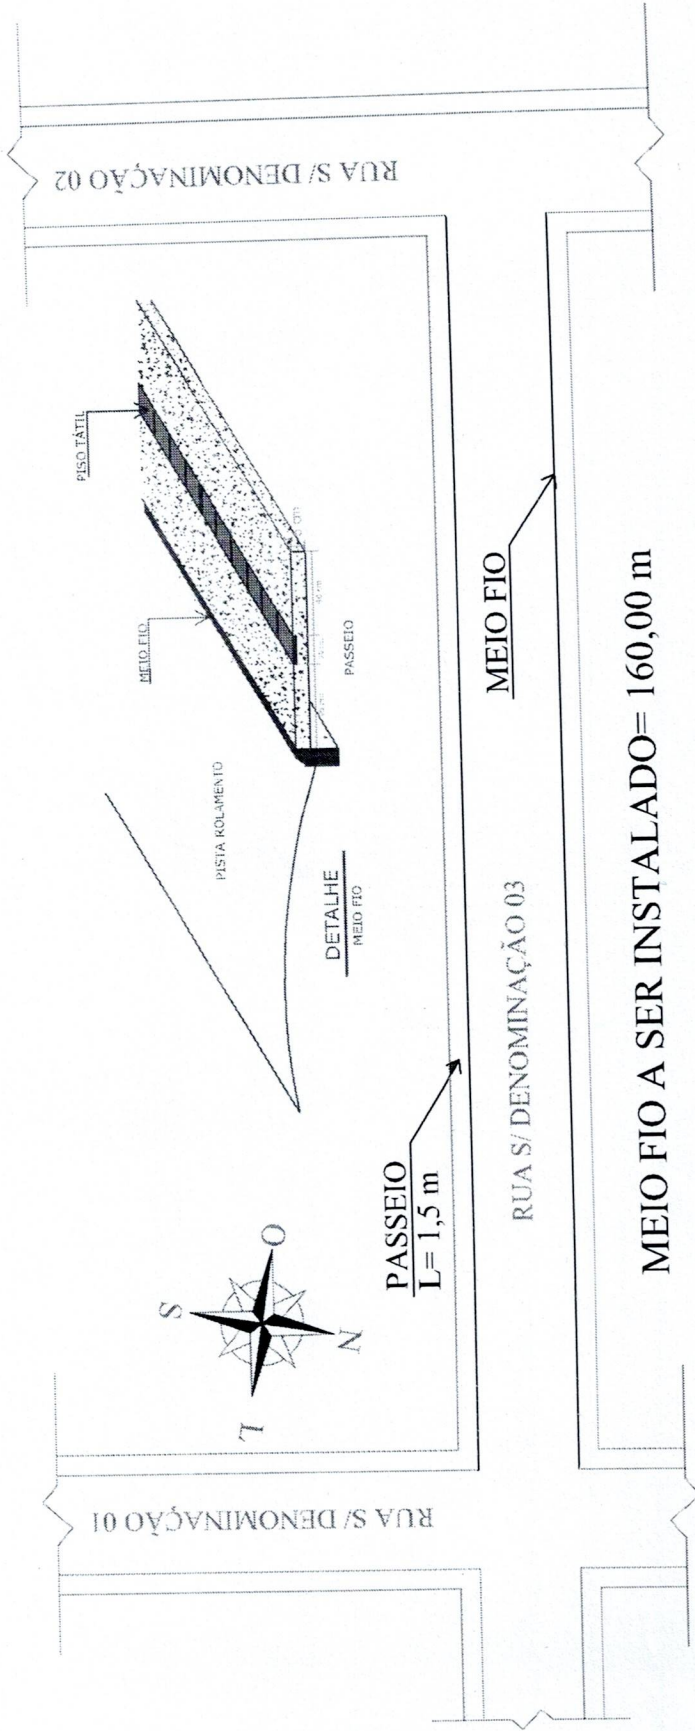 RUA S/ DENOMINAÇÃO 02
PISO TÁTIL
MEIO FIO
PISTA ROLAMENTO
PASSEIO
DETALHE
MEIO FIO
S
O
N
L
PASSEIO
L= 1,5 m
MEIO FIO
RUA S/ DENOMINAÇÃO 03
RUA S/ DENOMINAÇÃO 01
MEIO FIO A SER INSTALADO= 160,00 m